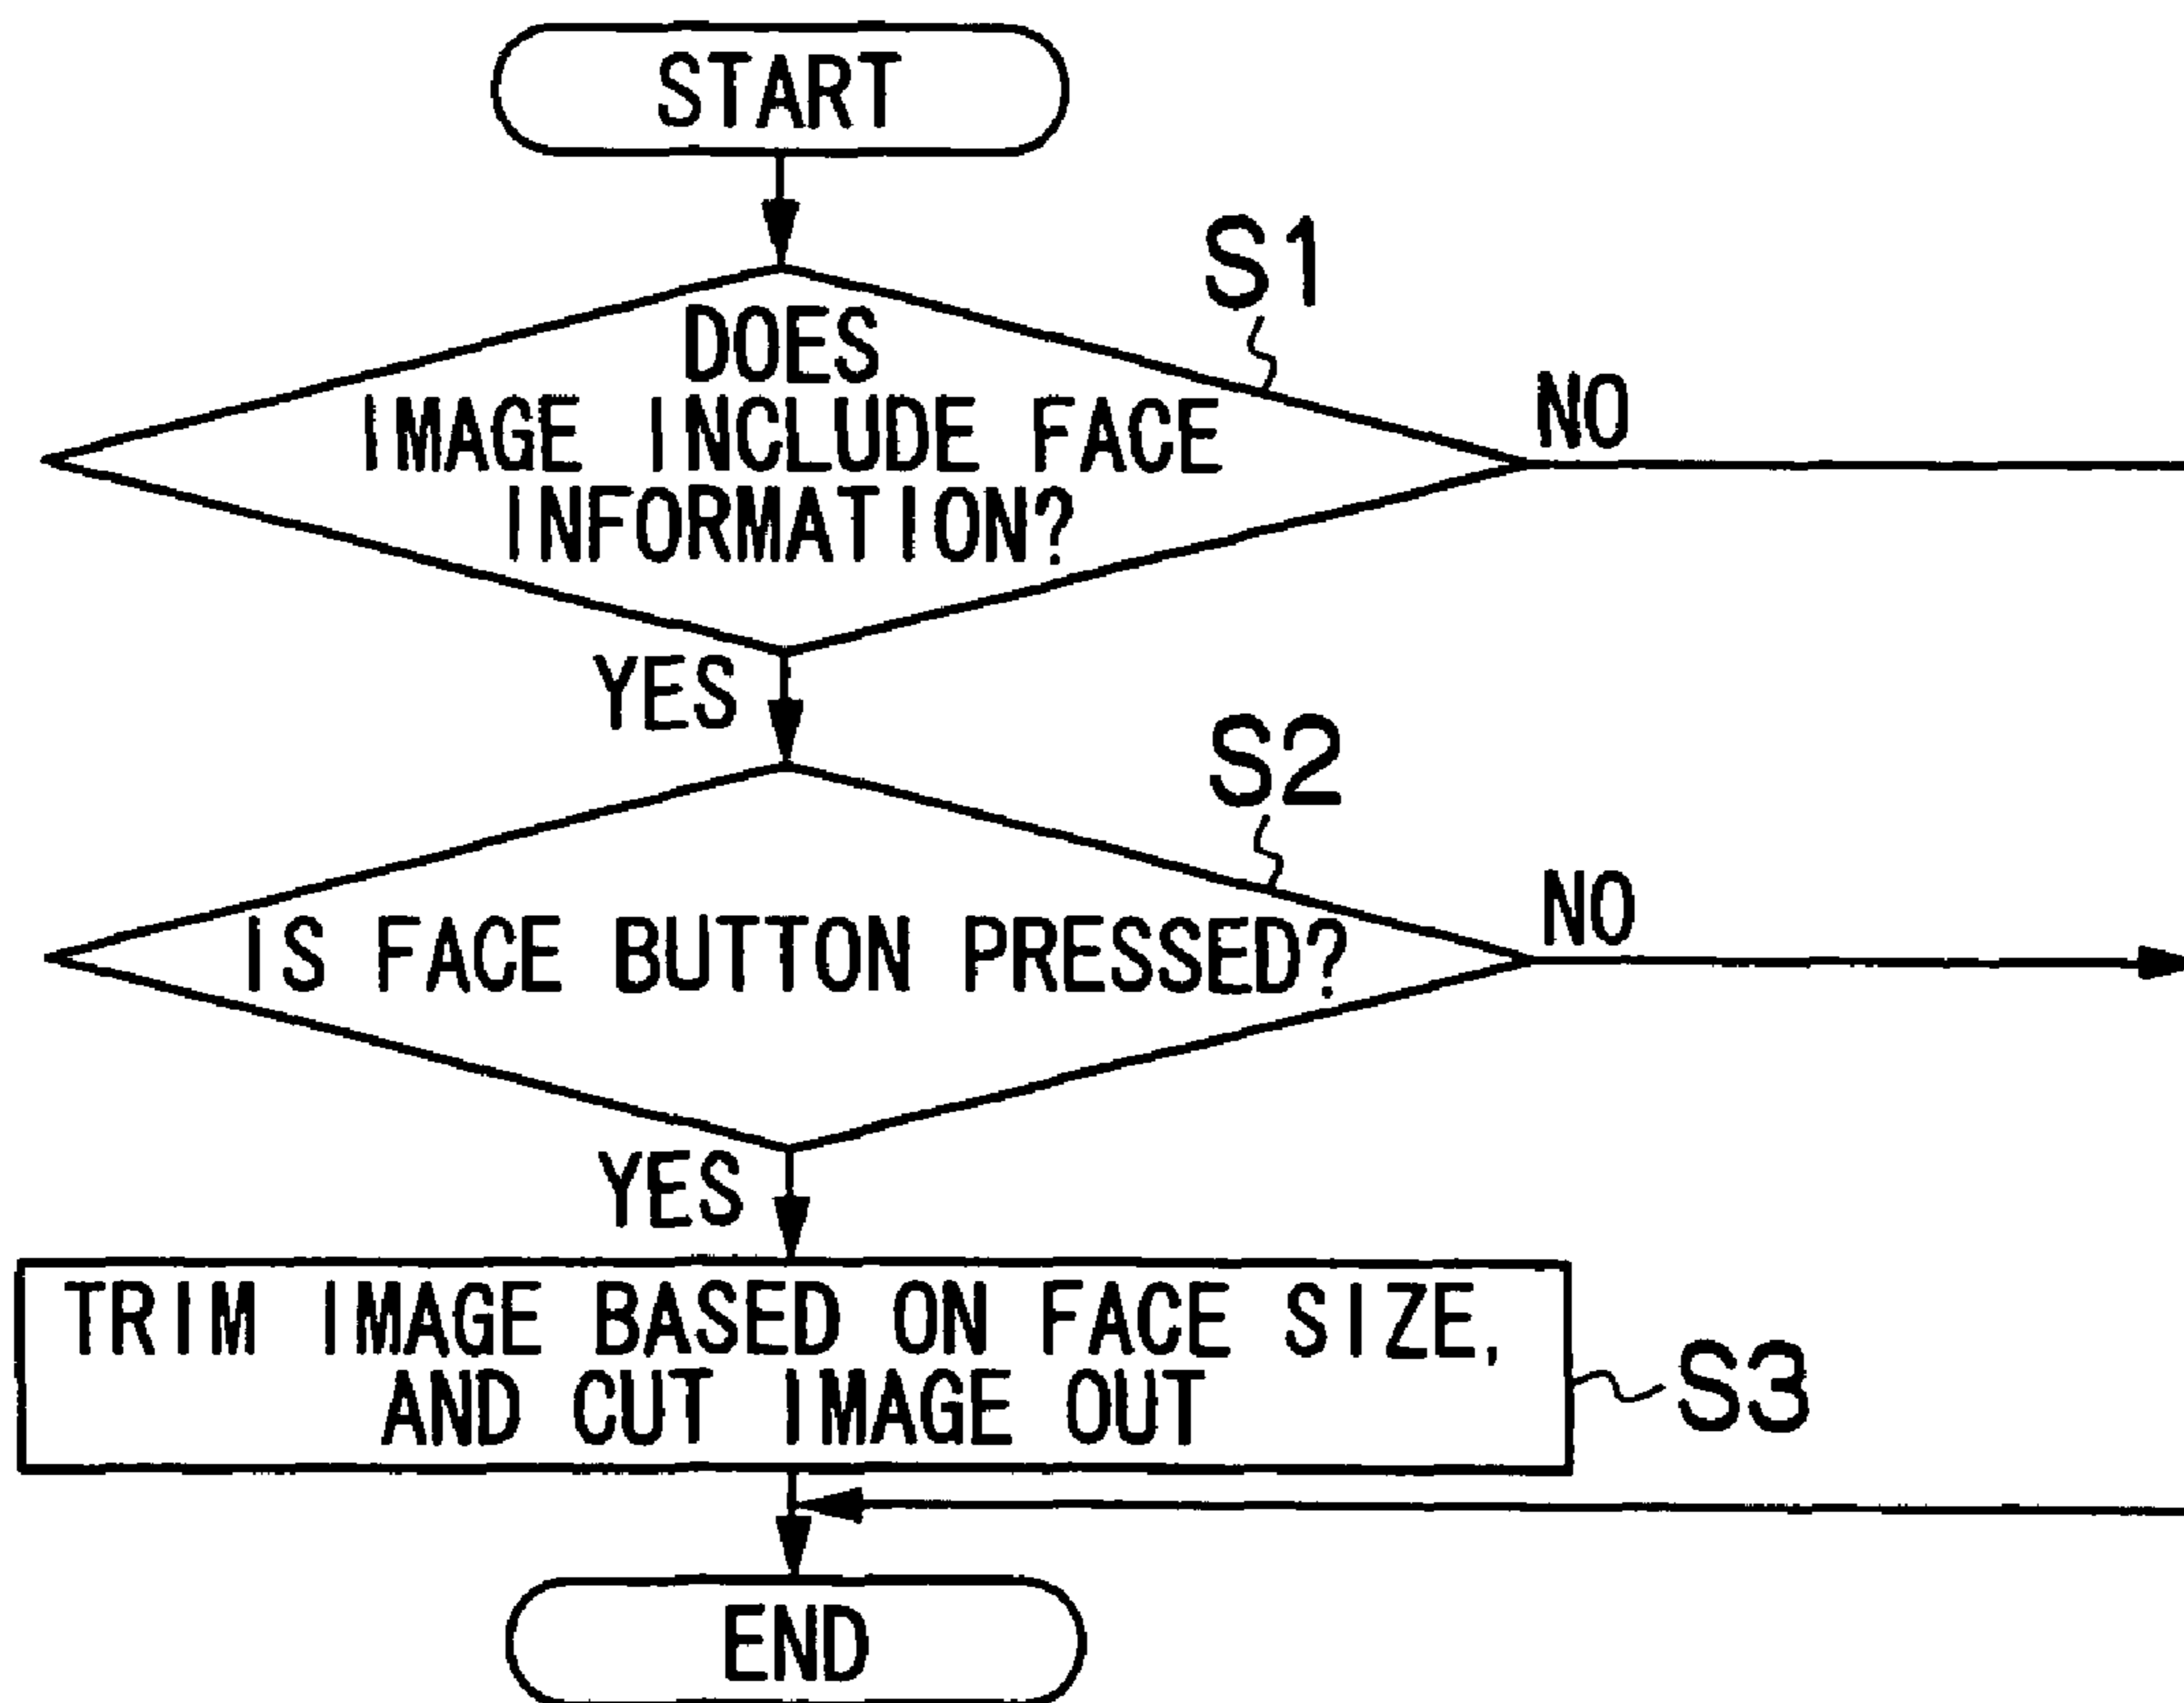 START
S1
DOES
IMAGE INCLUDE FACE
INFORMATION?
NO
YES
S2
IS FACE BUTTON PRESSED?
NO
YES
TRIM IMAGE BASED ON FACE SIZE,
AND CUT IMAGE OUT
S3
END